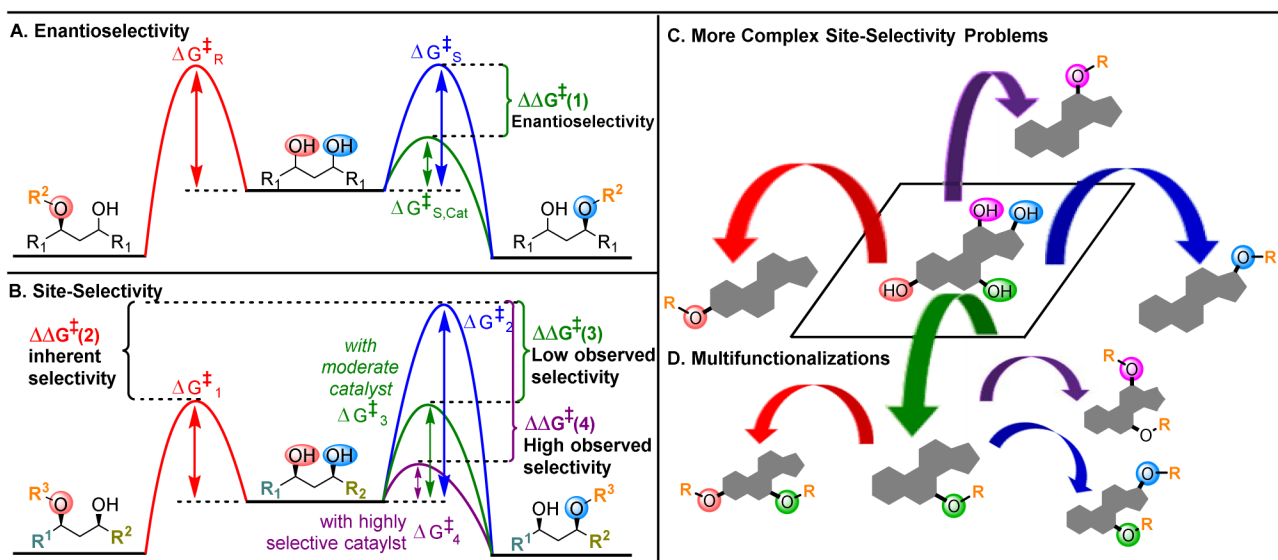 A. Enantioselectivity
ΔG‡R
ΔG‡S
ΔΔG‡(1)
Enantioselectivity
OH OH
R1 R1
ΔG‡S,Cat
R2
O OH
R1 R1
R2
OH O
R1 R1
B. Site-Selectivity
ΔΔG‡(2)
inherent
selectivity
ΔG‡1
with
moderate
catalyst
ΔG‡3
ΔG‡2
ΔΔG‡(3)
Low observed
selectivity
ΔΔG‡(4)
High observed
selectivity
OH OH
R1 R2
with highly
selective cataylst
ΔG‡4
R3
O OH
R1 R2
R3
OH O
R1 R2
C. More Complex Site-Selectivity Problems
R
O
OH OH
HO OH
R
O
O R
D. Multifunctionalizations
R
O
O
R
R
O
O
R
O
R
O R
O
R